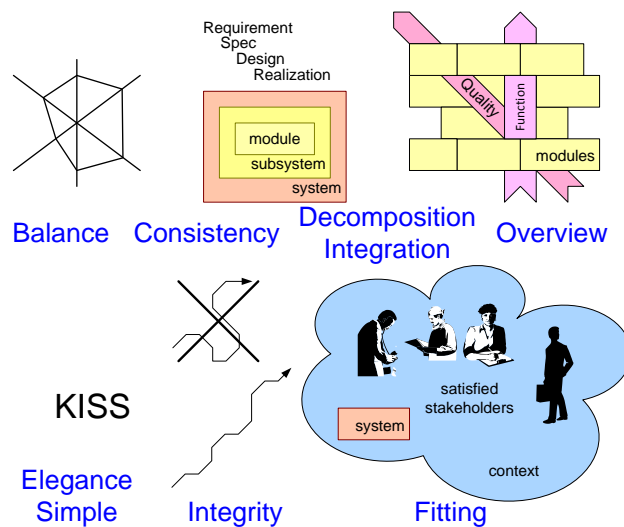 Requirement
Spec
Design
Realization
module
subsystem
system
Quality
Function
modules
Balance
Consistency
Decomposition
Integration
Overview
KISS
satisfied
stakeholders
system
context
Elegance
Simple
Integrity
Fitting